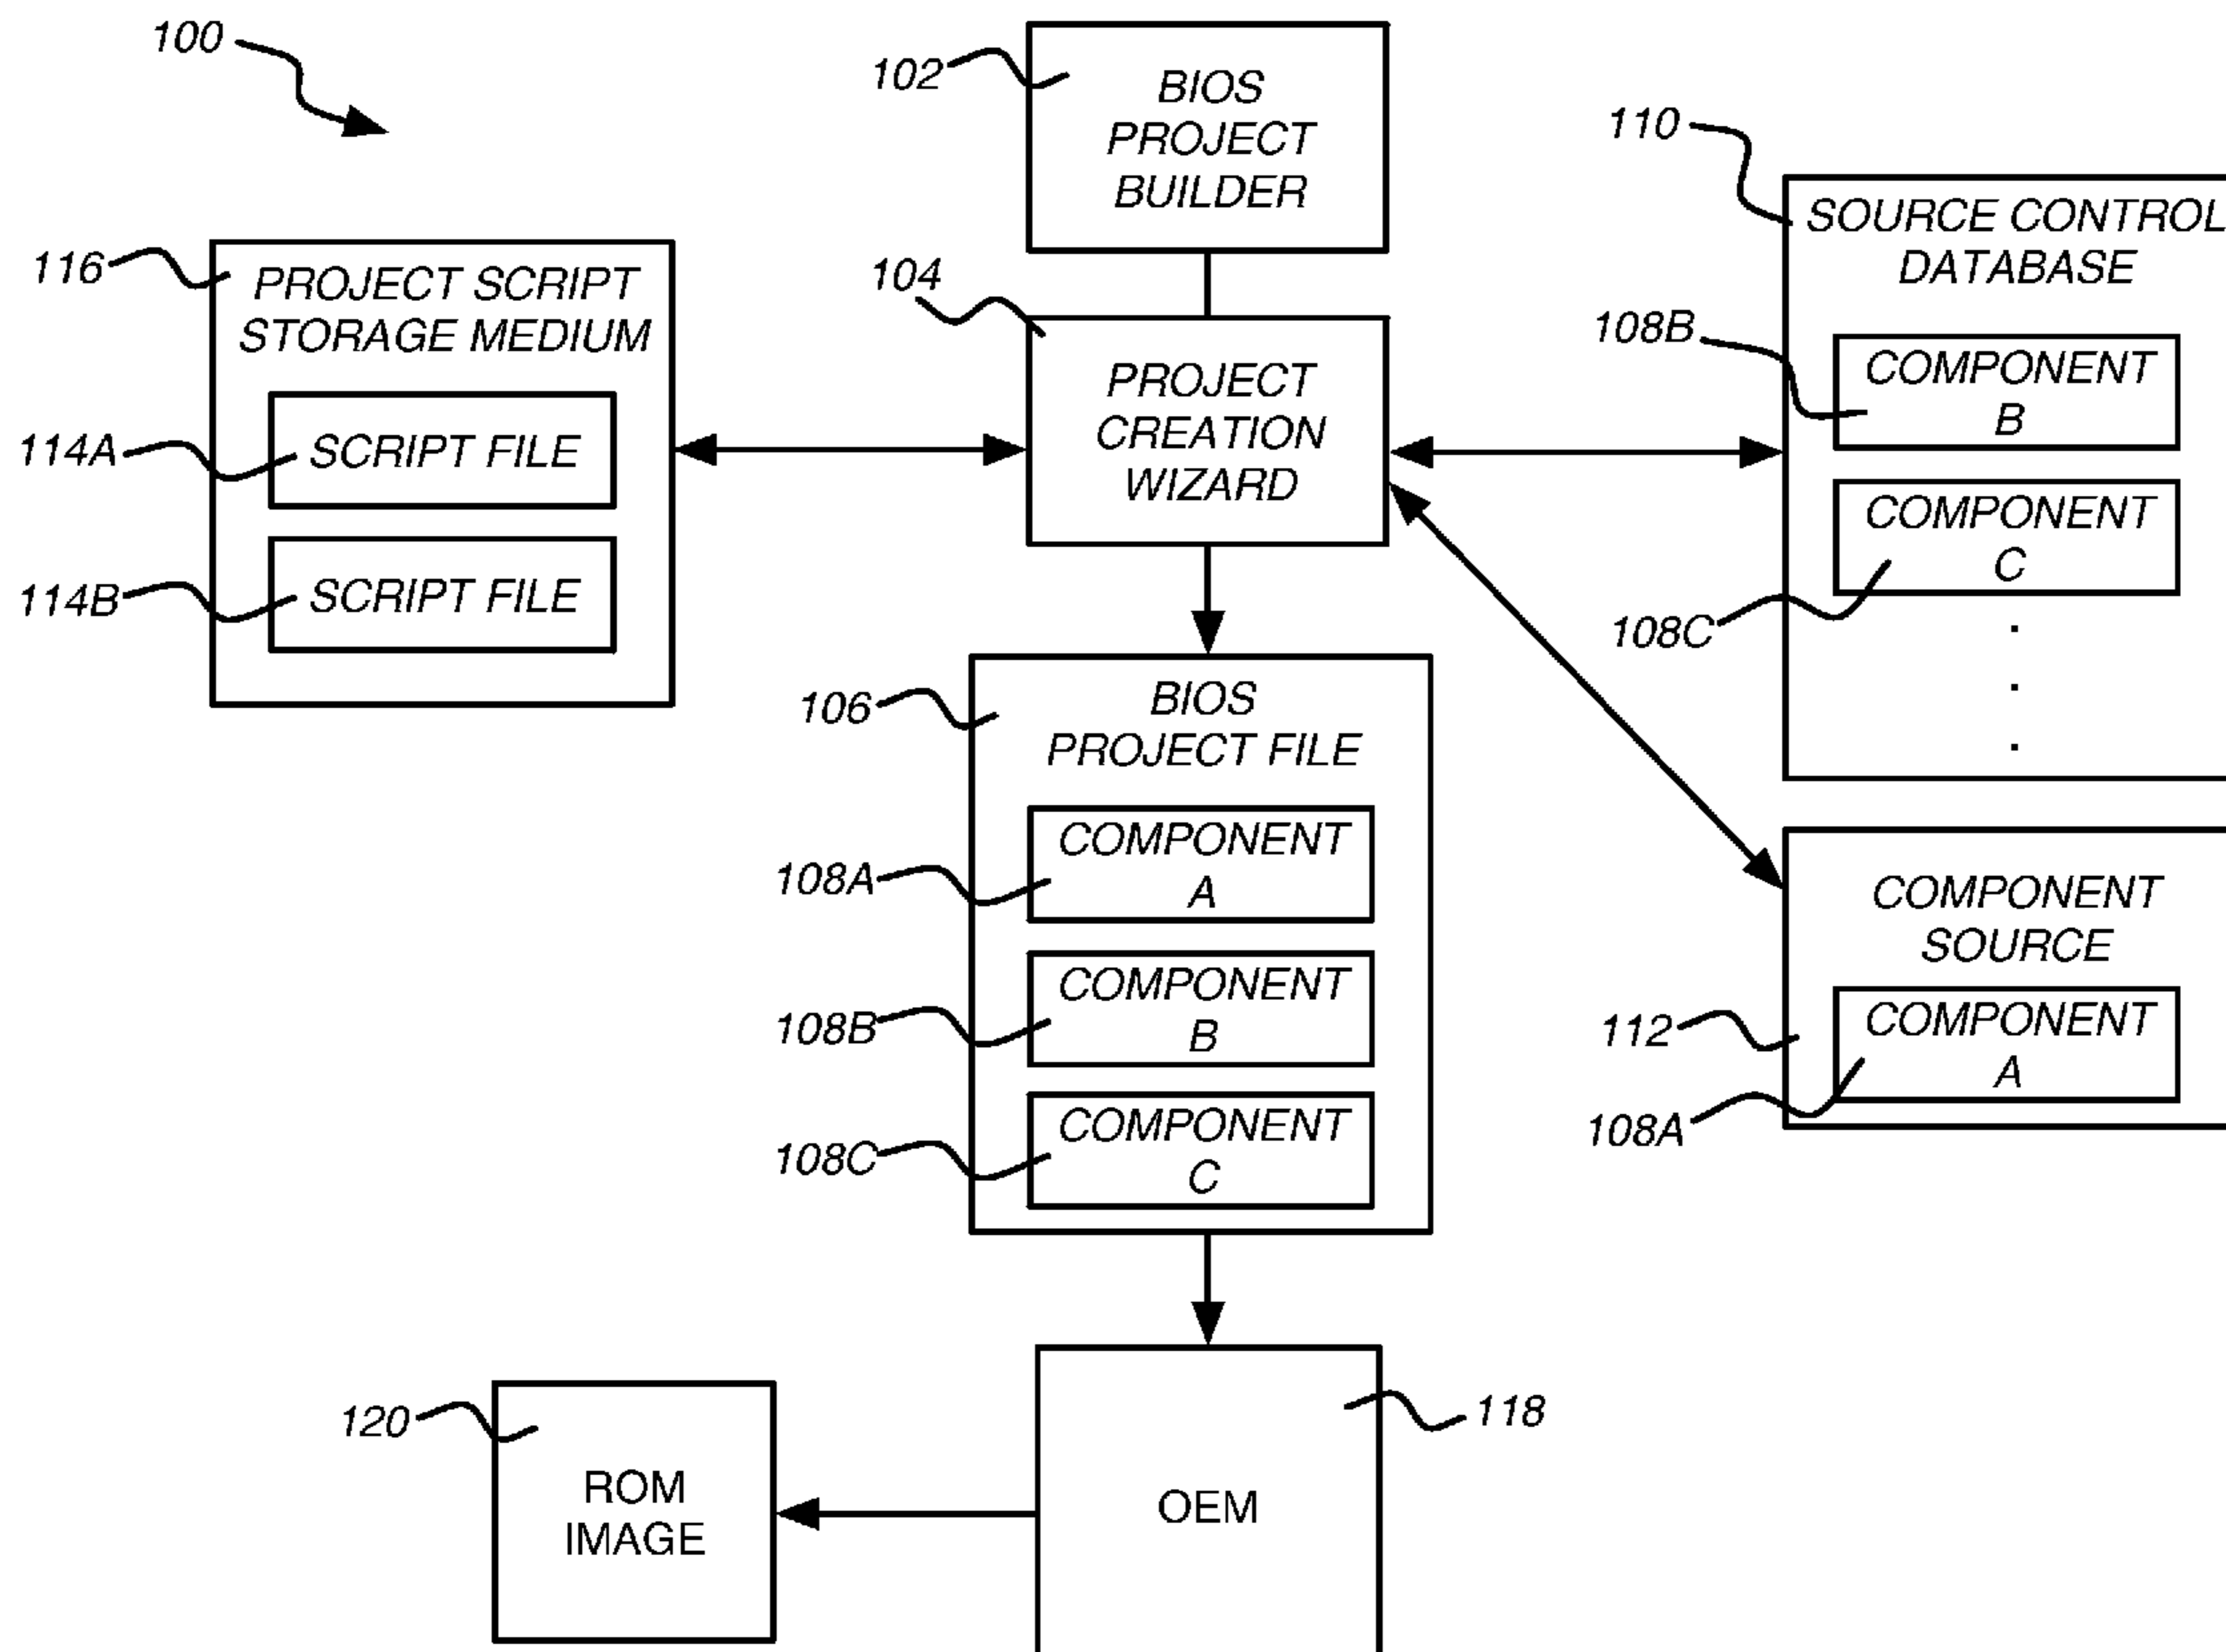 100
102
BIOS
PROJECT
BUILDER
110
SOURCE CONTROL
DATABASE
108B
COMPONENT
B
COMPONENT
C
108C
.
.
.
116
PROJECT SCRIPT
STORAGE MEDIUM
114A
SCRIPT FILE
114B
SCRIPT FILE
104
PROJECT
CREATION
WIZARD
106
BIOS
PROJECT FILE
108A
COMPONENT
A
108B
COMPONENT
B
108C
COMPONENT
C
COMPONENT
SOURCE
112
COMPONENT
A
108A
120
ROM
IMAGE
118
OEM